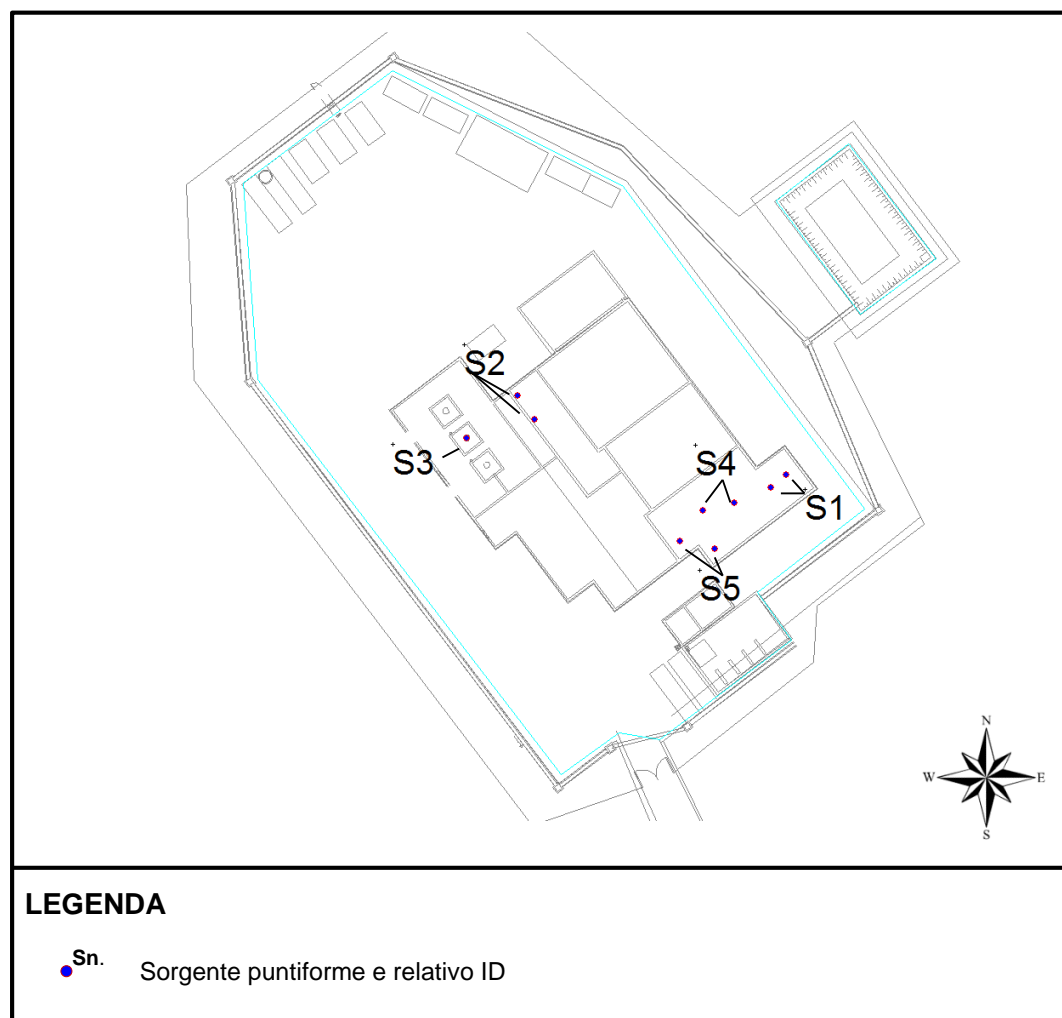 S2
S3
S4
S1
S5
N
W
E
S
LEGENDA
Sn.
Sorgente puntiforme e relativo ID